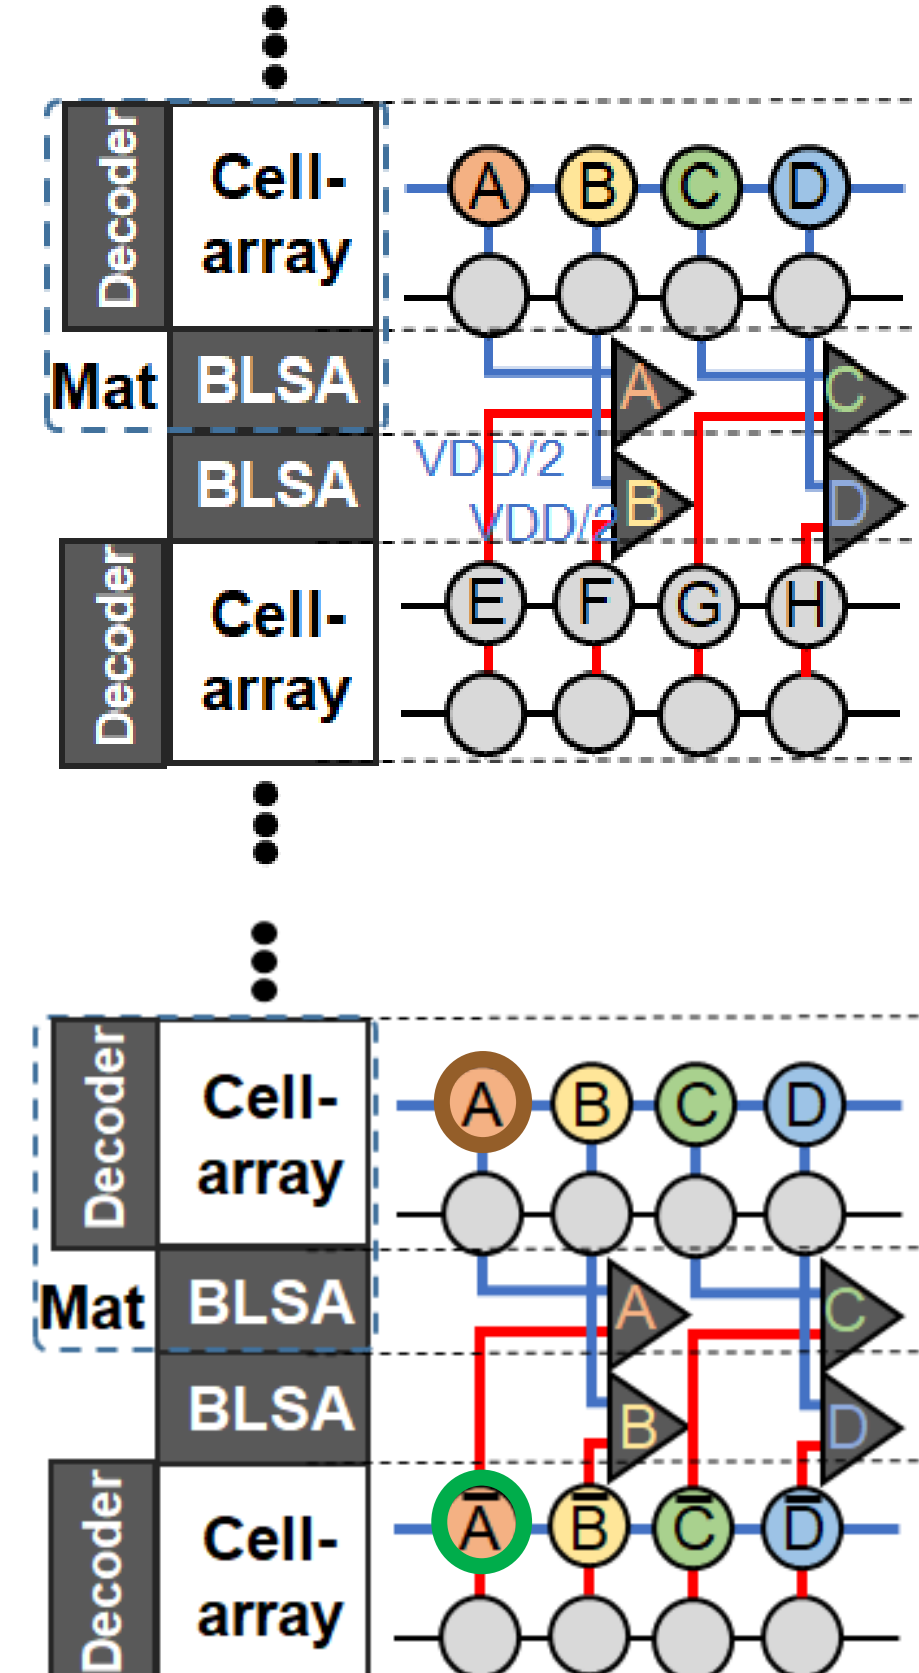 Decoder
Cell-
array
A B C D
Mat
BLSA
A C
BLSA
VDD/2
VDD/2
B D
Decoder
Cell-
array
E F G H
Decoder
Cell-
array
A B C D
Mat
BLSA
A C
BLSA
B D
Decoder
Cell-
array
A̅ B̅ C̅ D̅